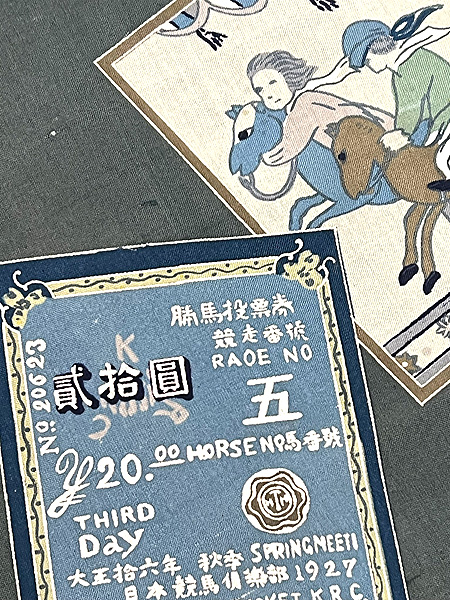 勝馬投票券
競走番號
RAOE NO
No. 20623
貳拾圓
五
¥20.00 HORSE No 馬番號
THIRD
Day
大正拾六年 秋季 SPRINGMEETI
日本競馬俱樂部 1927
K.R.C.